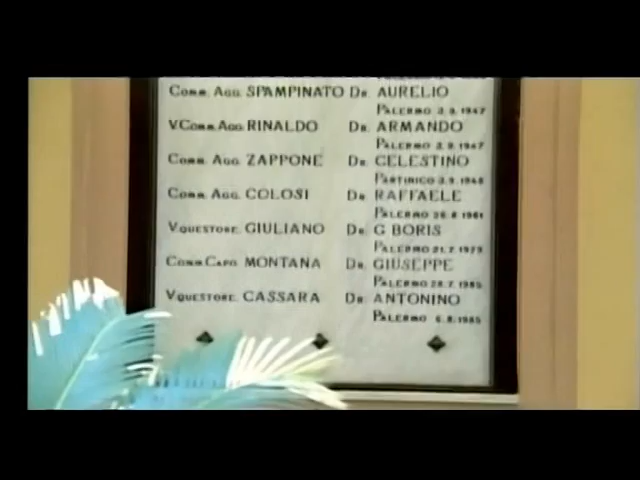 Comm. Agg. SPAMPINATO Dr. AURELIO
PALERMO 3.9.1947
V.Comm.Agg. RINALDO Dr. ARMANDO
PALERMO 3.9.1947
Comm. Agg. ZAPPONE Dr. CELESTINO
PARTINICO 3.9.1948
Comm. Agg. COLOSI Dr. RAFFAELE
PALERMO 26.8.1961
V.QUESTORE. GIULIANO Dr. G BORIS
PALERMO 21.7.1979
Comm.Capo. MONTANA Dr. GIUSEPPE
PALERMO 28.7.1985
V.QUESTORE. CASSARA Dr. ANTONINO
PALERMO 6.8.1985